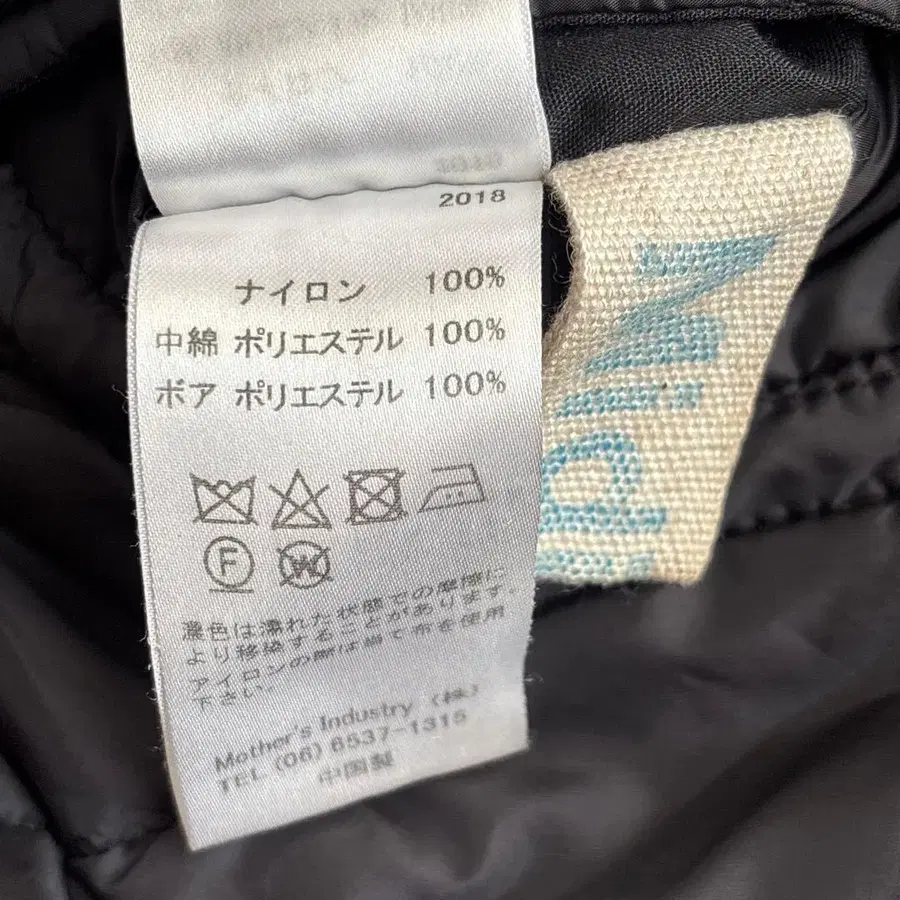 2018
ナイロン 100%
中綿 ポリエステル 100%
ボア ポリエステル 100%
F
W
濃色は濡れた状態での摩擦に
より移染することがあります。
アイロンの際は当て布を使用
下さい。
Mother's Industry (株)
TEL (06) 6537-1315
中国製
Mid